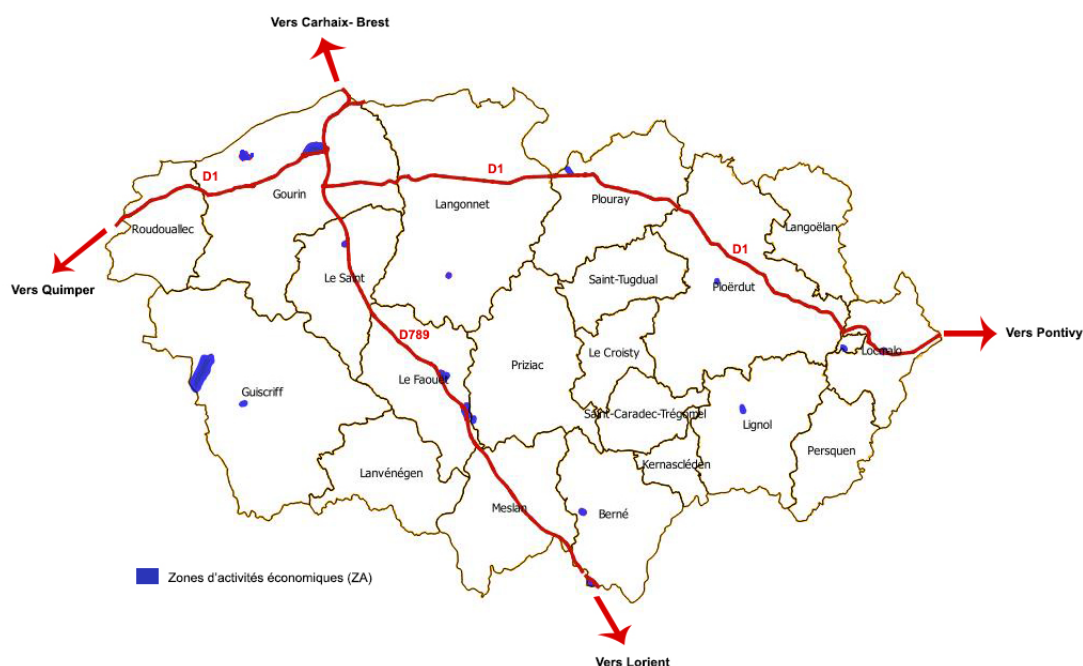 Vers Carhaix- Brest
D1
D1
Gourin
Langonnet
Plouray
Roudouallec
Langoëlan
D1
Le Saint
Saint-Tugdual
Ploërdut
Vers Quimper
D789
Vers Pontivy
Le Croisty
Locmalo
Priziac
Le Faouët
Guiscriff
Saint-Caradec-Trégomel
Lignol
Persquen
Kernascléden
Lanvénégen
Meslan
Berné
Zones d'activités économiques (ZA)
Vers Lorient